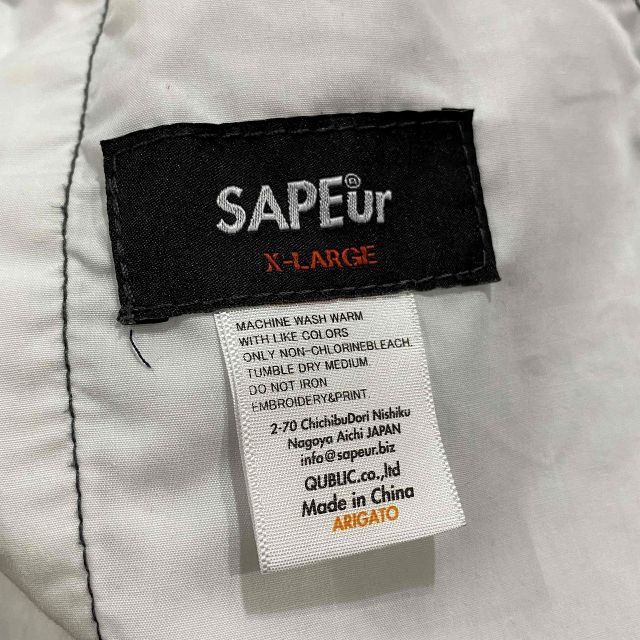 SAPEur®
X-LARGE
MACHINE WASH WARM
WITH LIKE COLORS
ONLY NON-CHLORINEBLEACH.
TUMBLE DRY MEDIUM
DO NOT IRON
EMBROIDERY&PRINT.
2-70 ChichibuDori Nishiku
Nagoya Aichi JAPAN
info@sapeur.biz
QUBLIC.co.,ltd
Made in China
ARIGATO